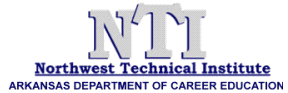 NTI
Northwest Technical Institute
ARKANSAS DEPARTMENT OF CAREER EDUCATION